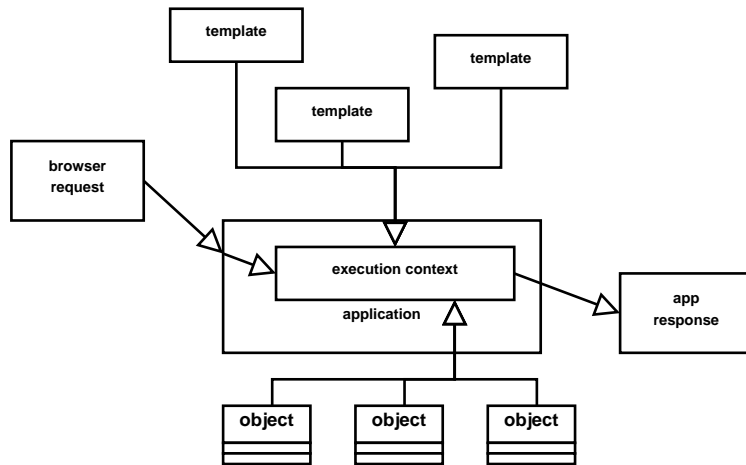 template
template
template
browser
request
execution context
application
app
response
object
object
object